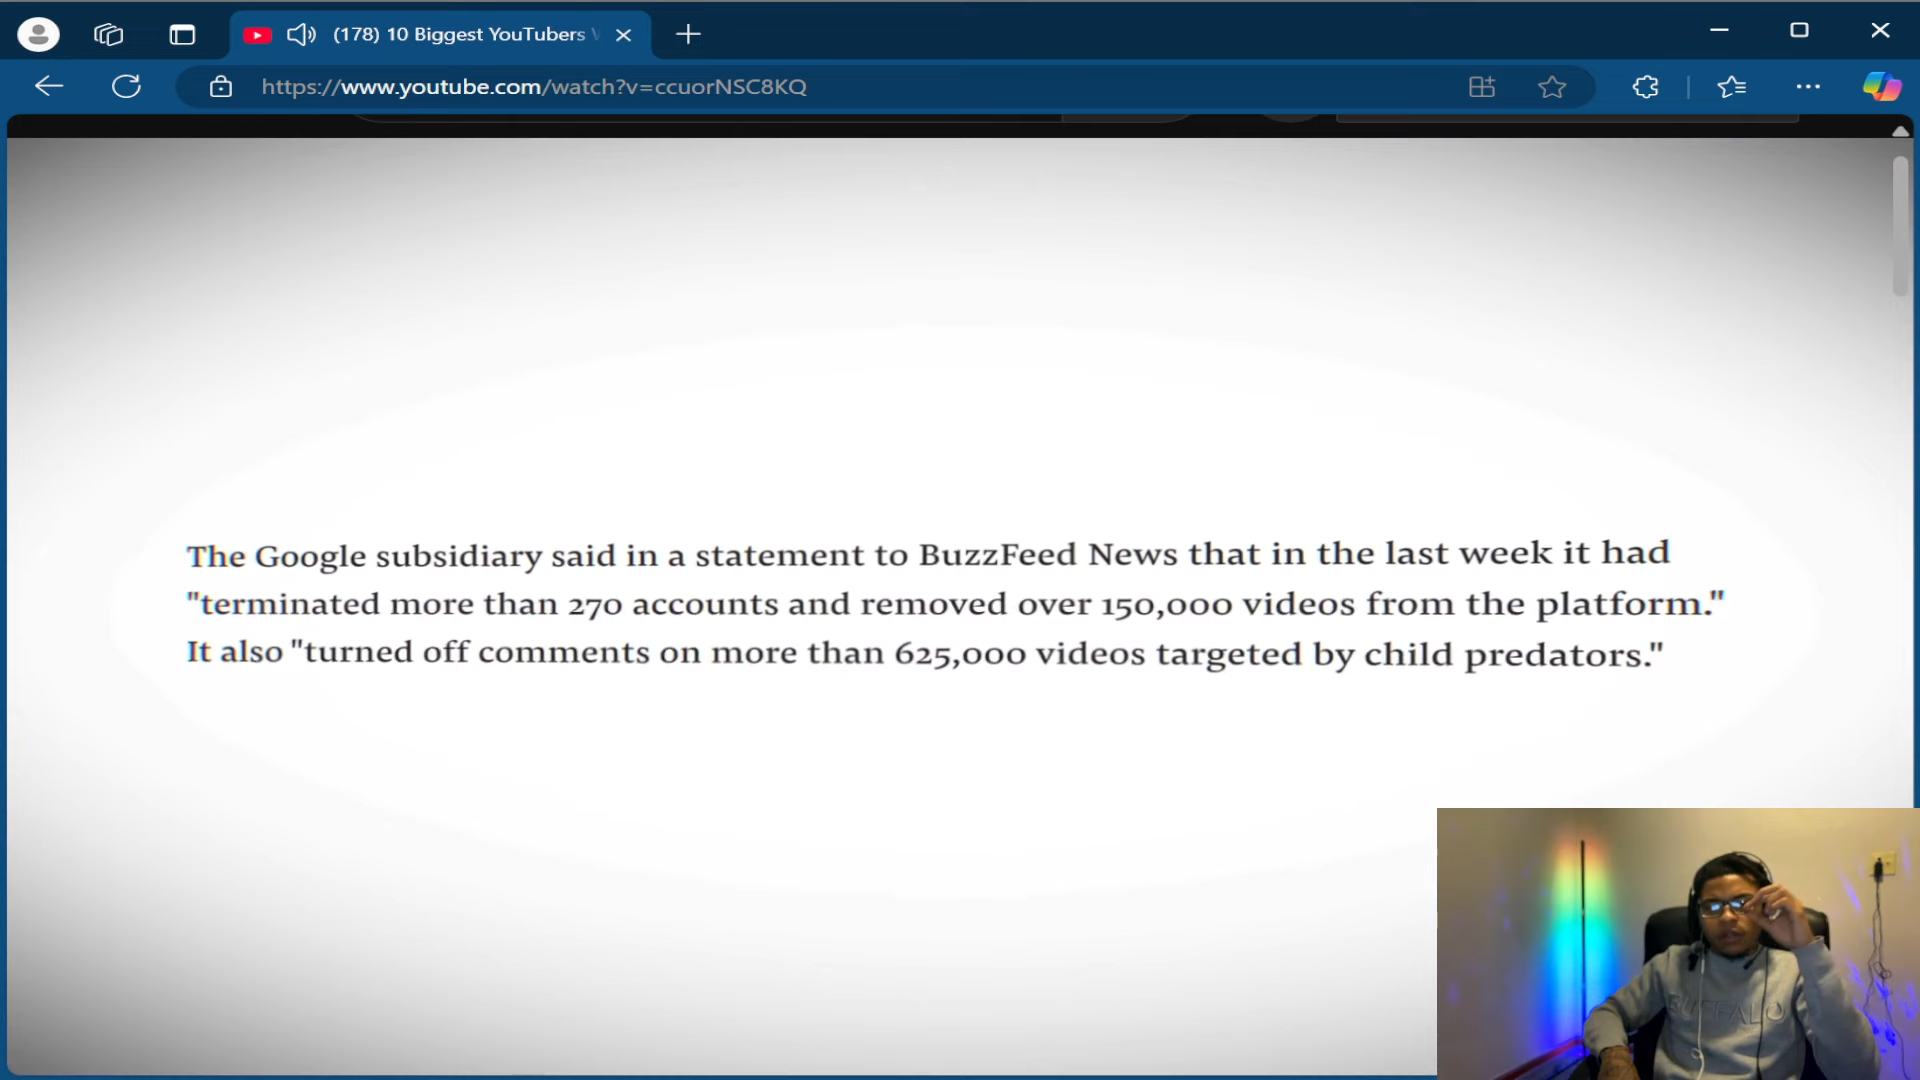 (178) 10 Biggest YouTubers
https://www.youtube.com/watch?v=ccuorNSC8KQ
The Google subsidiary said in a statement to BuzzFeed News that in the last week it had
"terminated more than 270 accounts and removed over 150,000 videos from the platform."
It also "turned off comments on more than 625,000 videos targeted by child predators."
BUFFALO